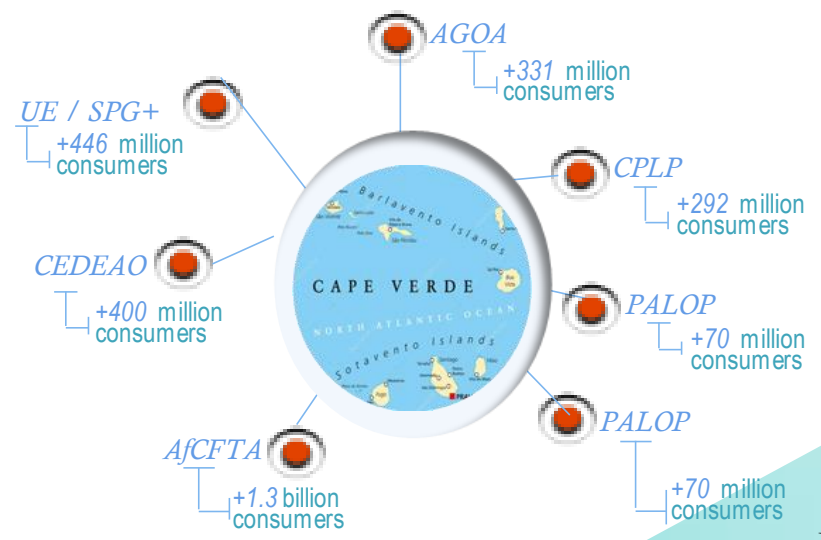 AGOA
+331 million
consumers
UE / SPG+
+446 million
consumers
CPLP
+292 million
consumers
CEDEAO
+400 million
consumers
PALOP
+70 million
consumers
PALOP
+70 million
consumers
AfCFTA
+1.3 billion
consumers
Barlavento Islands
CAPE VERDE
NORTH ATLANTIC OCEAN
Sotavento Islands
Santiago